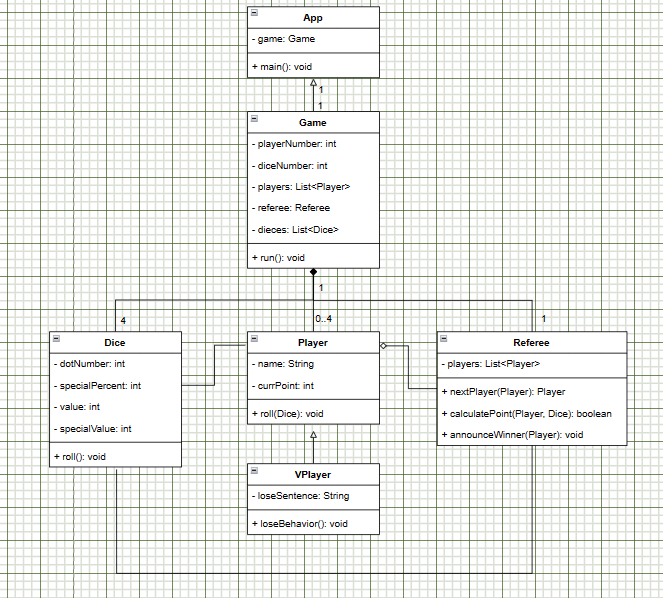 App
- game: Game
+ main(): void
1
1
Game
- playerNumber: int
- diceNumber: int
- players: List<Player>
- referee: Referee
- dieces: List<Dice>
+ run(): void
1
4
0..4
1
Dice
- dotNumber: int
- specialPercent: int
- value: int
- specialValue: int
+ roll(): void
Player
- name: String
- currPoint: int
+ roll(Dice): void
Referee
- players: List<Player>
+ nextPlayer(Player): Player
+ calculatePoint(Player, Dice): boolean
+ announceWinner(Player): void
VPlayer
- loseSentence: String
+ loseBehavior(): void